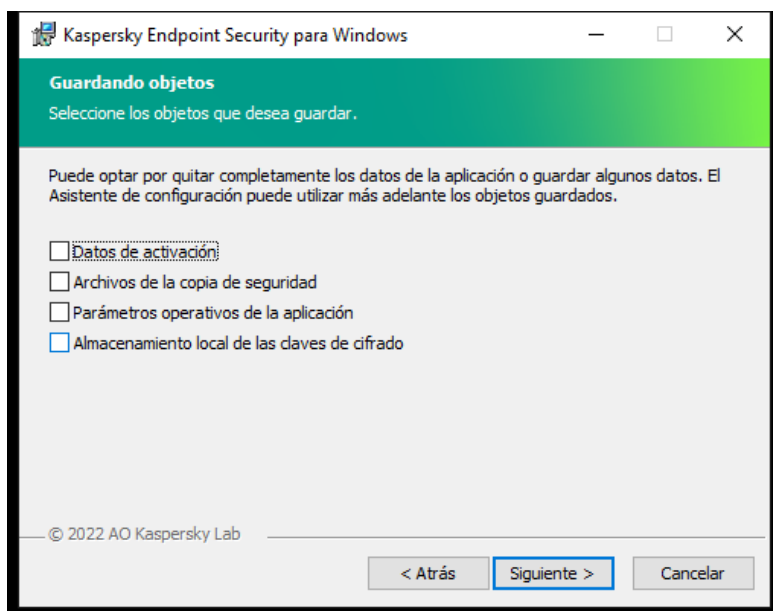 Kaspersky Endpoint Security para Windows
Guardando objetos
Seleccione los objetos que desea guardar.
Puede optar por quitar completamente los datos de la aplicación o guardar algunos datos. El
Asistente de configuración puede utilizar más adelante los objetos guardados.
Datos de activación
Archivos de la copia de seguridad
Parámetros operativos de la aplicación
Almacenamiento local de las claves de cifrado
© 2022 AO Kaspersky Lab
< Atrás
Siguiente >
Cancelar